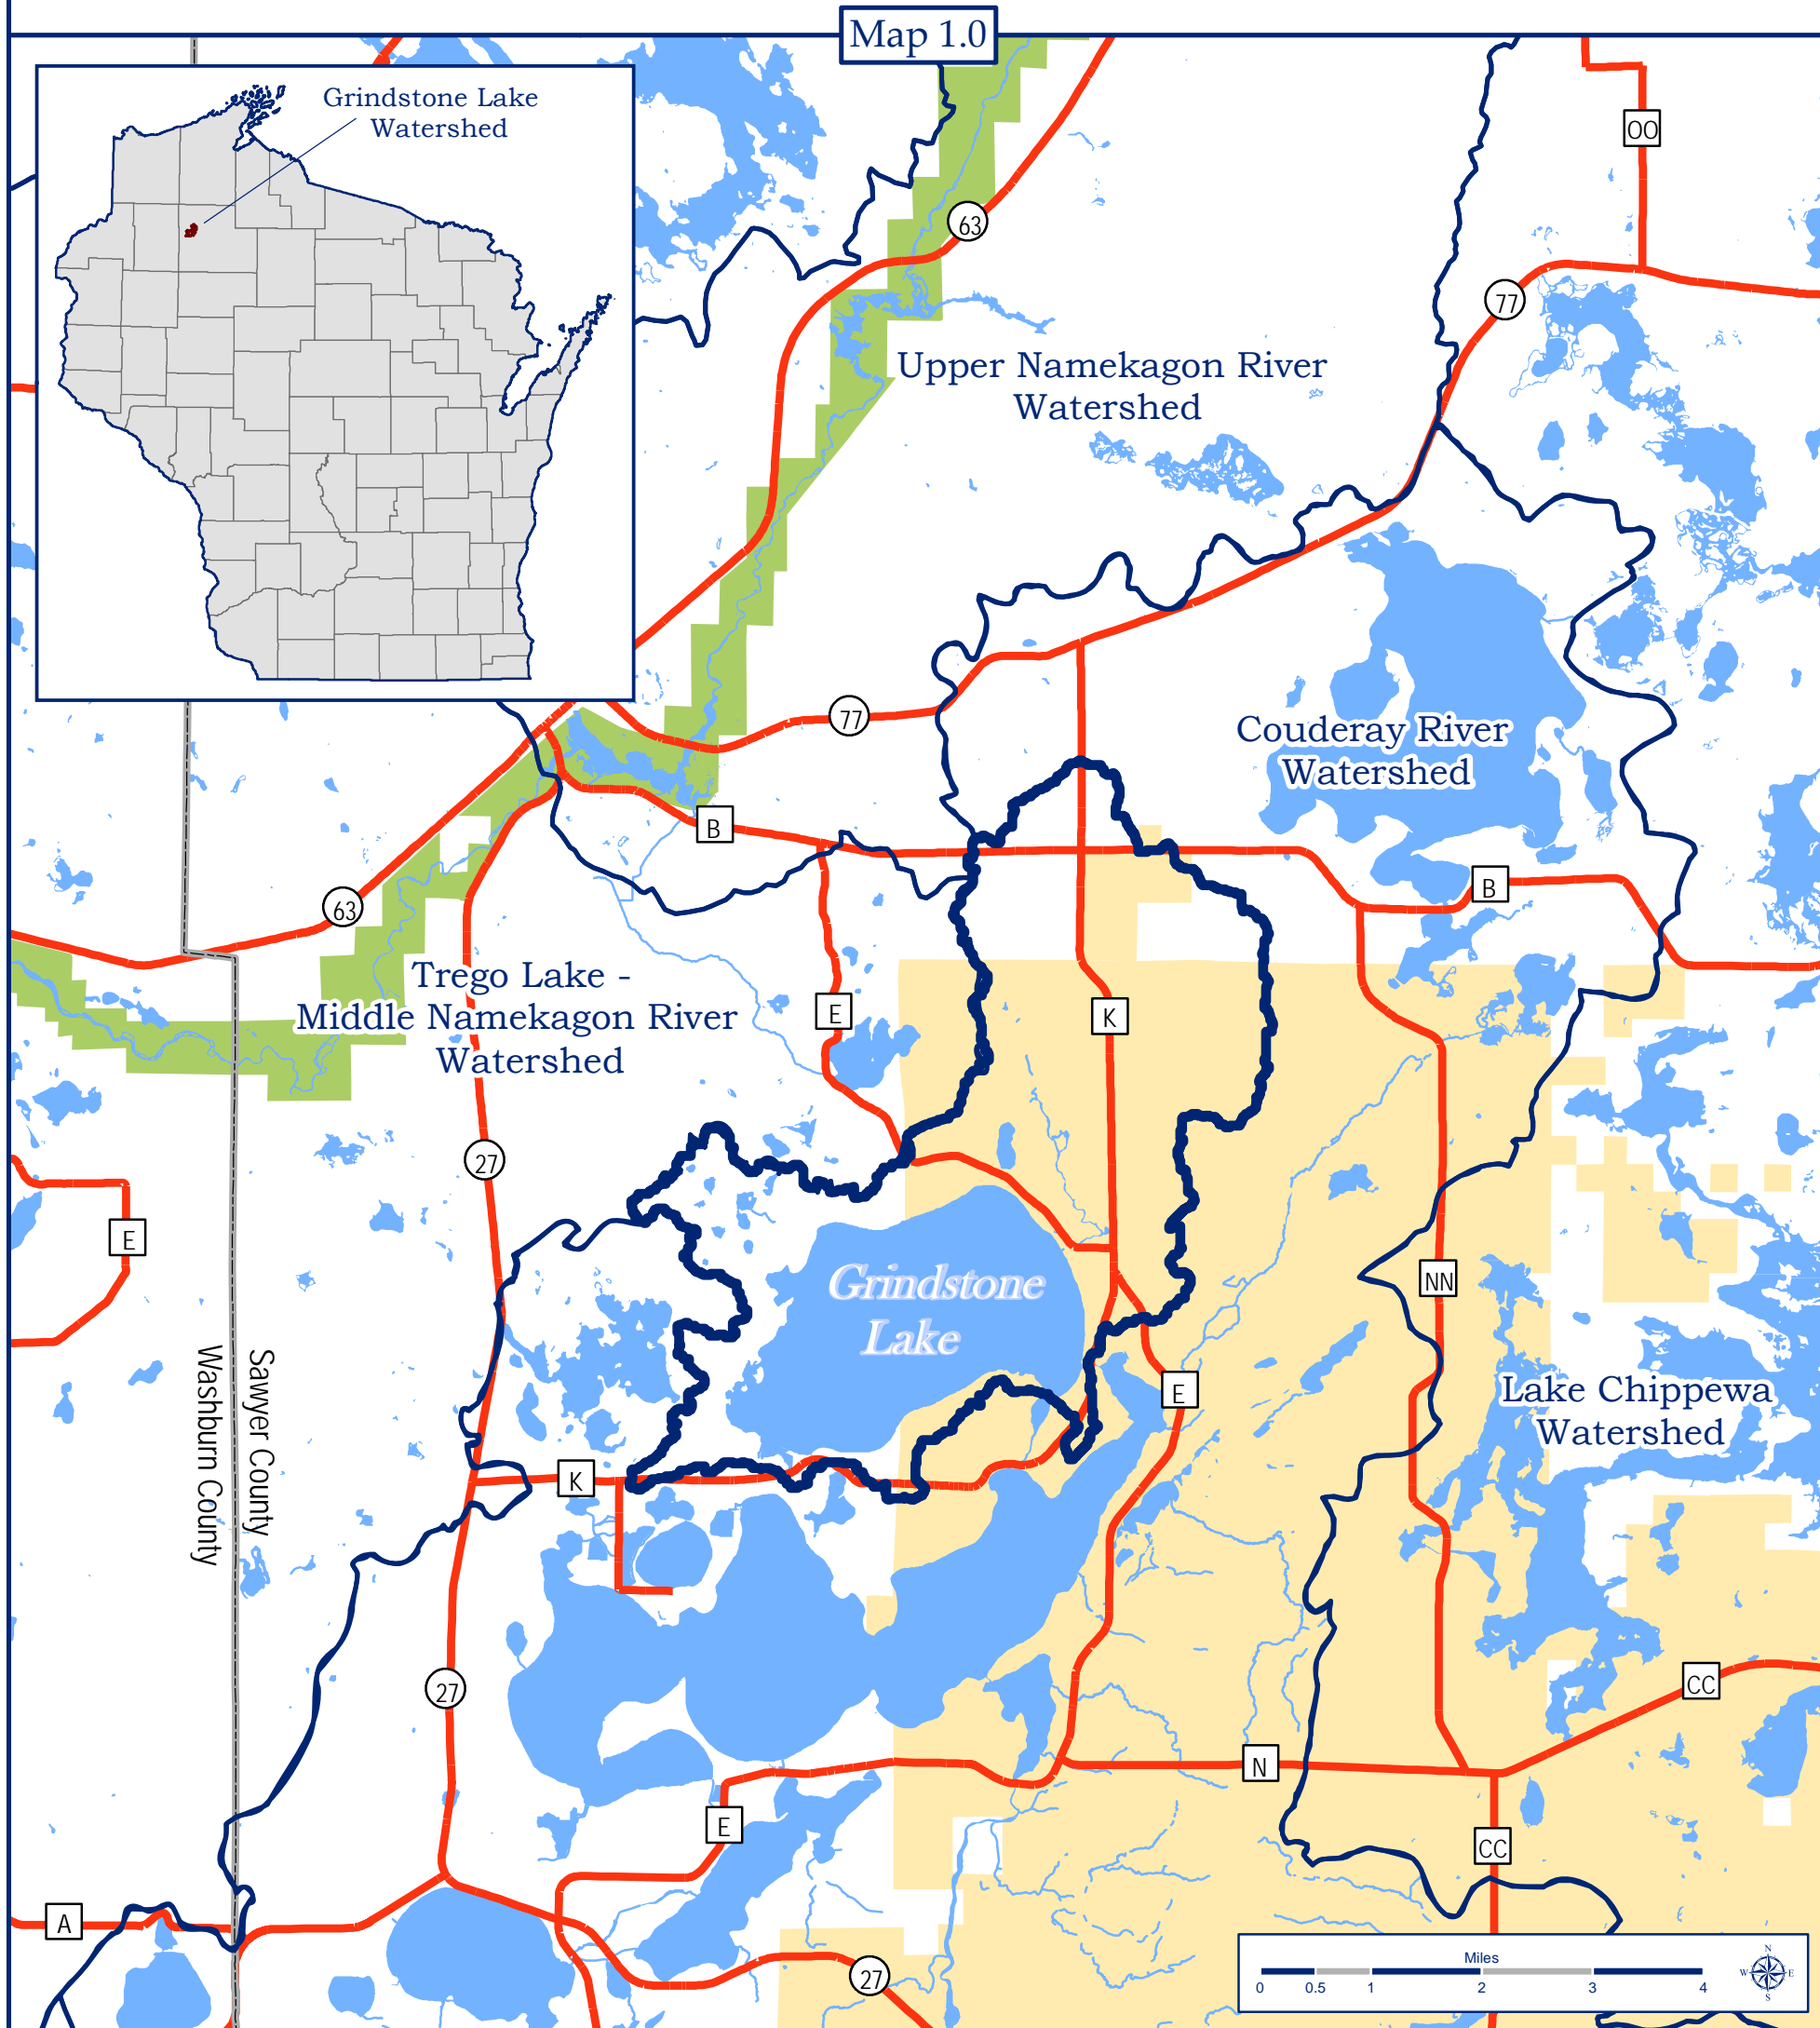 Map 1.0
Grindstone Lake
Watershed
OO
63
77
Upper Namekagon River
Watershed
77
Couderay River
Watershed
B
B
63
Trego Lake -
Middle Namekagon River
Watershed
E
K
27
E
NN
Grindstone
Lake
Sawyer County
Washburn County
E
Lake Chippewa
Watershed
K
27
CC
N
E
CC
A
27
Miles
0 0.5 1 2 3 4
N
W E
S